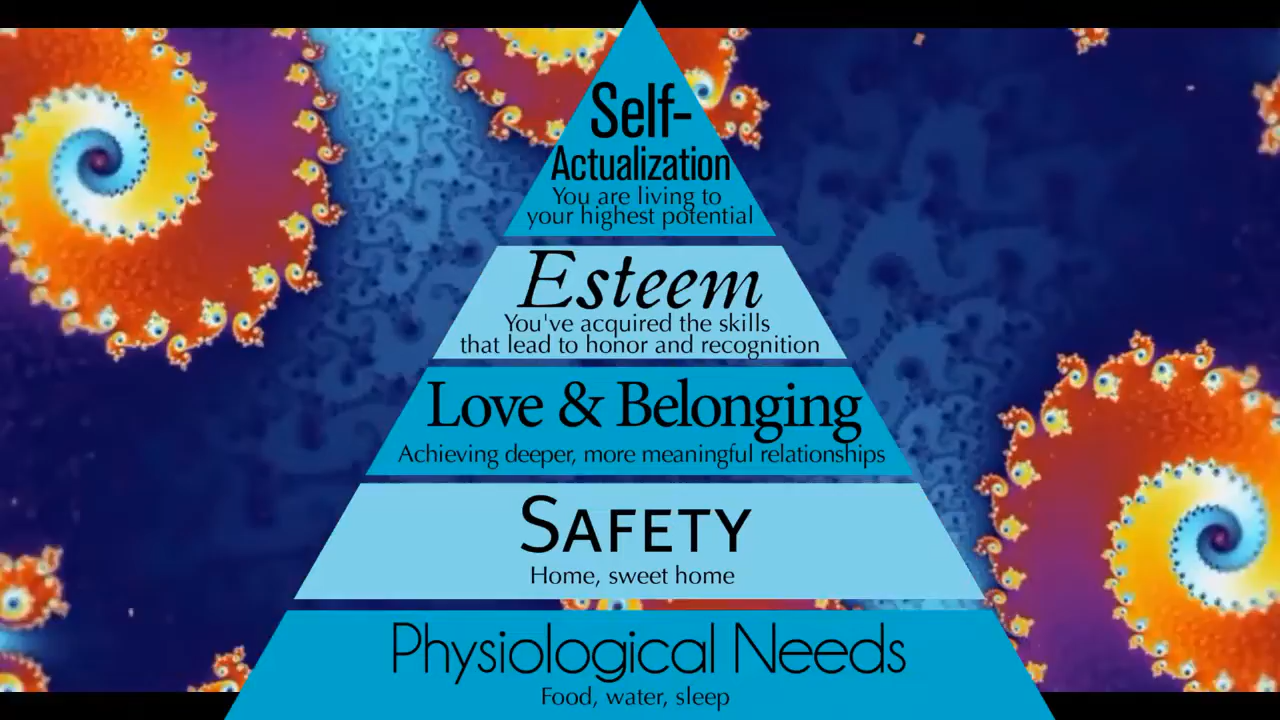 Self-
Actualization
You are living to
your highest potential
Esteem
You've acquired the skills
that lead to honor and recognition
Love & Belonging
Achieving deeper, more meaningful relationships
SAFETY
Home, sweet home
Physiological Needs
Food, water, sleep